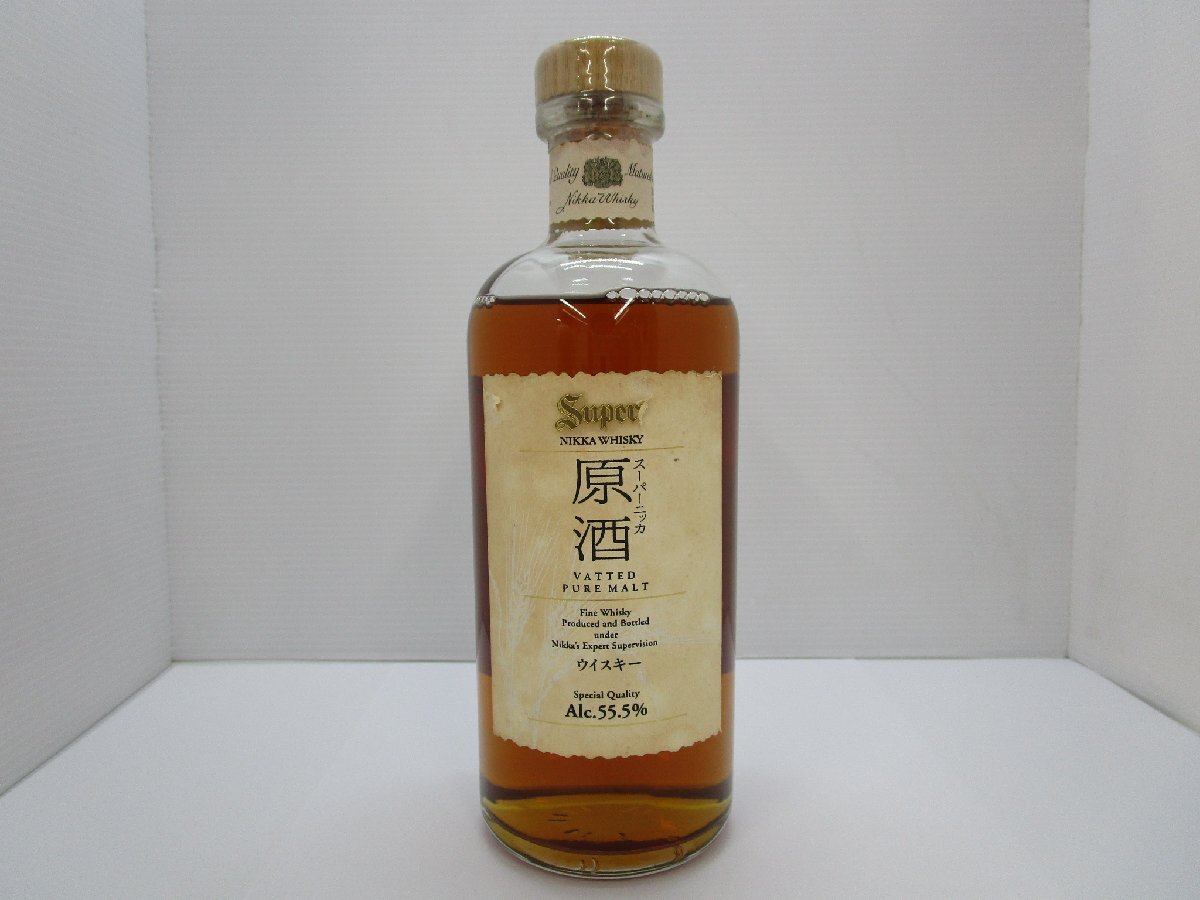 Quality
Nikka Whisky
Super
NIKKA WHISKY
スーパーニッカ
原酒
VATTED
PURE MALT
Fine Whisky
Produced and Bottled
under
Nikka's Expert Supervision
ウイスキー
Special Quality
Alc.55.5%